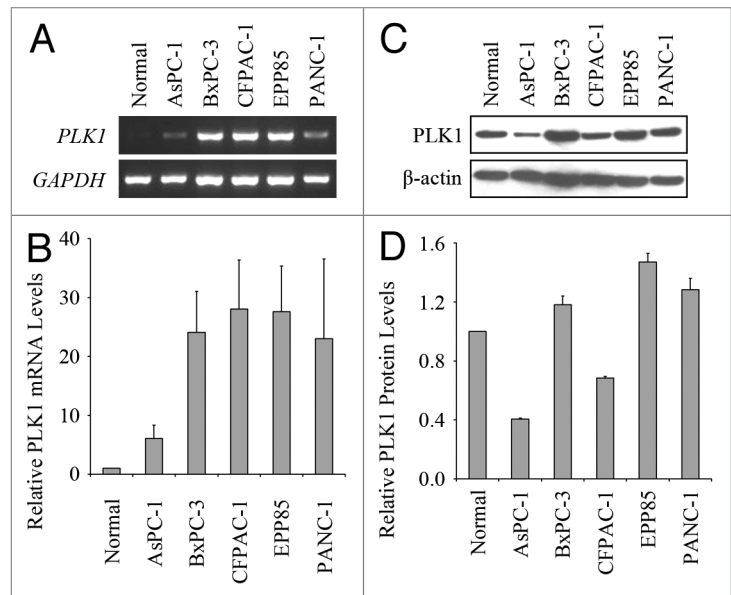 A
Normal
AsPC-1
BxPC-3
CFPAC-1
EPP85
PANC-1
PLK1
GAPDH
B
Relative PLK1 mRNA Levels
40
30
20
10
0
Normal
AsPC-1
BxPC-3
CFPAC-1
EPP85
PANC-1
C
Normal
AsPC-1
BxPC-3
CFPAC-1
EPP85
PANC-1
PLK1
β-actin
D
Relative PLK1 Protein Levels
1.6
1.2
0.8
0.4
0.0
Normal
AsPC-1
BxPC-3
CFPAC-1
EPP85
PANC-1